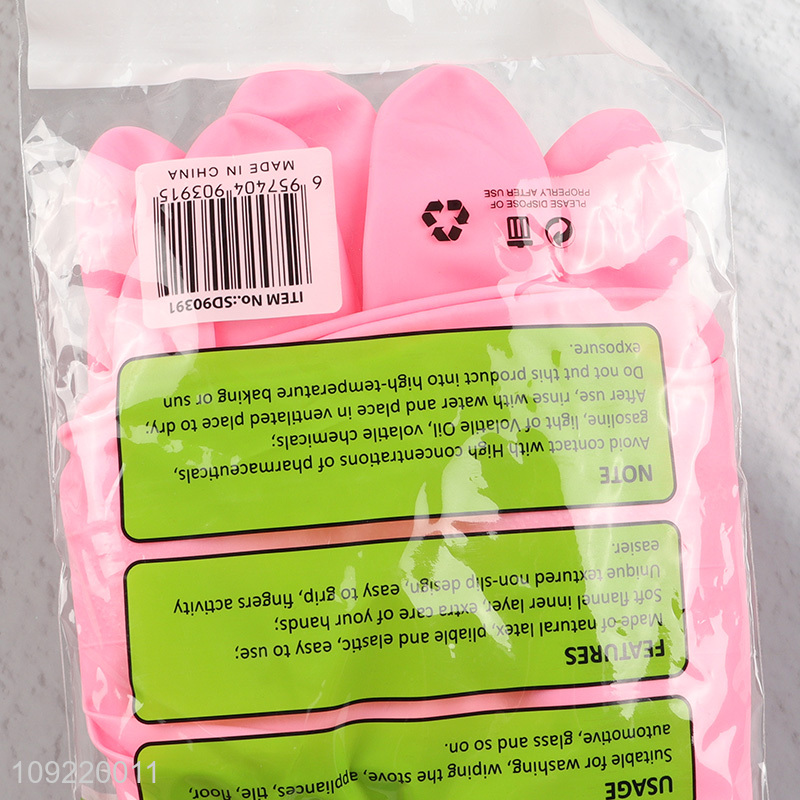 USAGE
Suitable for washing, wiping the stove, appliances, tile, floor,
automotive, glass and so on.
FEATURES
Made of natural latex, pliable and elastic, easy to use;
Soft flannel inner layer, extra care of your hands;
Unique textured non-slip design, easy to grip, fingers activity
easier.
NOTE
Avoid contact with High concentrations of pharmaceuticals,
gasoline, light, Volatile of Oil, volatile chemicals;
After use, rinse with water and place in ventilated place to dry;
Do not put this product into high-temperature baking or sun
exposure.
PLEASE DISPOSE OF
PROPERLY AFTER USE
ITEM No.:SD90391
6 957404 903915
MADE IN CHINA
109226011